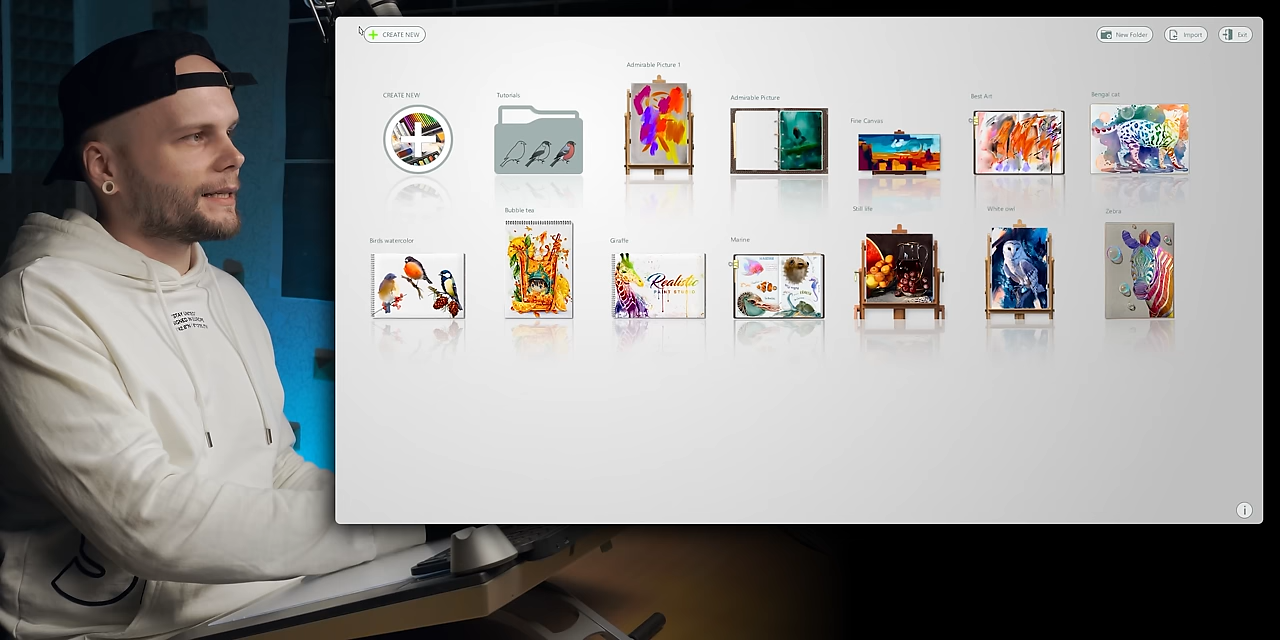 CREATE NEW
New Folder
Import
Exit
Admirable Picture 1
CREATE NEW
Tutorials
Admirable Picture
Best Art
Bengal cat
Fine Canvas
Bubble tea
Still life
White owl
Zebra
Birds watercolor
Giraffe
Marine
Realistic
PAINT STUDIO
i